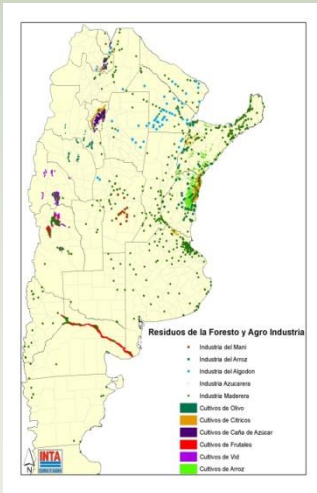 Residuos de la Foresto y Agro Industria
Industria del Mani
Industria del Arroz
Industria del Algodon
Industria Azucarera
Industria Maderera
Cultivos de Olivo
Cultivos de Citricos
Cultivos de Caña de Azúcar
Cultivos de Frutales
Cultivos de Vid
Cultivos de Arroz
N
INTA